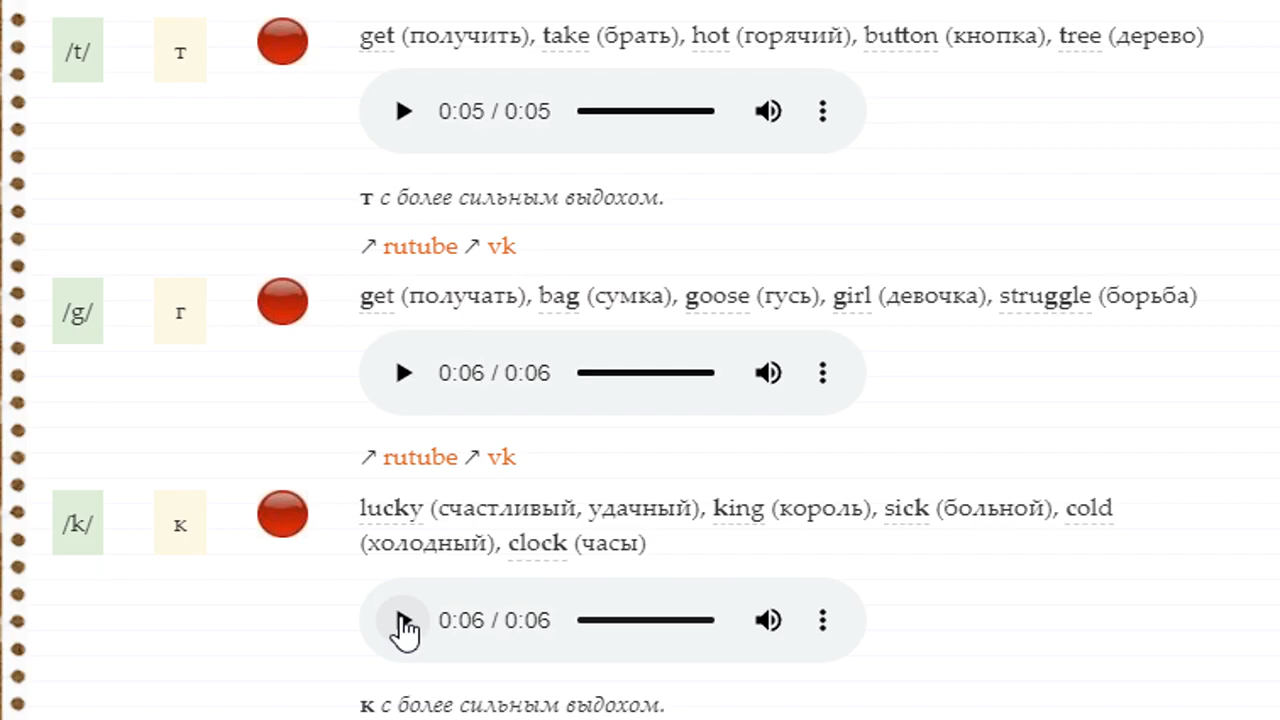 /t/ т get (получить), take (брать), hot (горячий), button (кнопка), tree (дерево)
0:05 / 0:05
т с более сильным выдохом.
↗ rutube ↗ vk
/g/ г get (получать), bag (сумка), goose (гусь), girl (девочка), struggle (борьба)
0:06 / 0:06
↗ rutube ↗ vk
/k/ к lucky (счастливый, удачный), king (король), sick (больной), cold
(холодный), clock (часы)
0:06 / 0:06
к с более сильным выдохом.